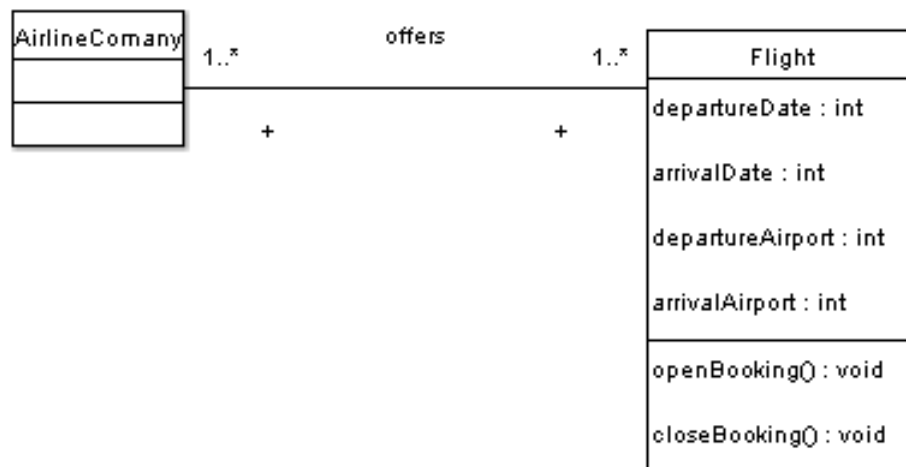 AirlineComany
offers
1..*
1..*
Flight
+
+
departureDate : int
arrivalDate : int
departureAirport : int
arrivalAirport : int
openBooking() : void
closeBooking() : void